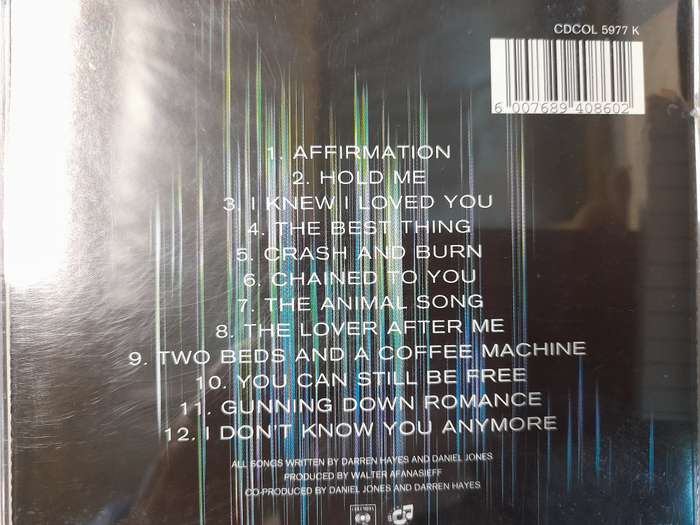 CDCOL 5977 K
6 007689 408602
1. AFFIRMATION
2. HOLD ME
3. I KNEW I LOVED YOU
4. THE BEST THING
5. CRASH AND BURN
6. CHAINED TO YOU
7. THE ANIMAL SONG
8. THE LOVER AFTER ME
9. TWO BEDS AND A COFFEE MACHINE
10. YOU CAN STILL BE FREE
11. GUNNING DOWN ROMANCE
12. I DON'T KNOW YOU ANYMORE
ALL SONGS WRITTEN BY DARREN HAYES AND DANIEL JONES
PRODUCED BY WALTER AFANASIEFF
CO-PRODUCED BY DANIEL JONES AND DARREN HAYES
COLUMBIA